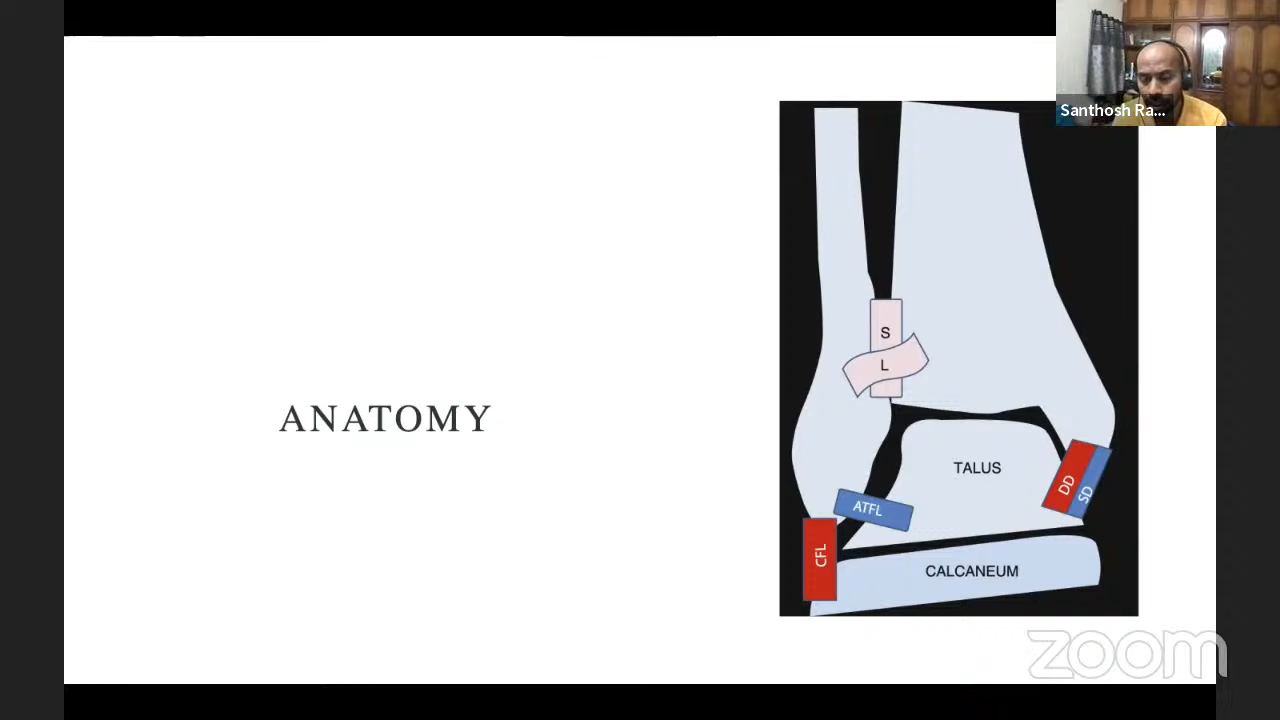 Santhosh Ra...
S
L
ANATOMY
TALUS
DD
SD
ATFL
CFL
CALCANEUM
zoom